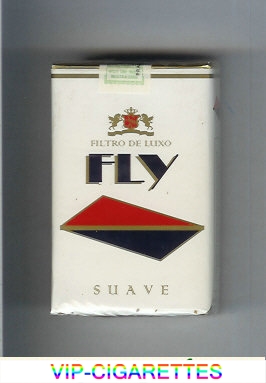 FILTRO DE LUXO
FLY
SUAVE
VIP-CIGARETTES